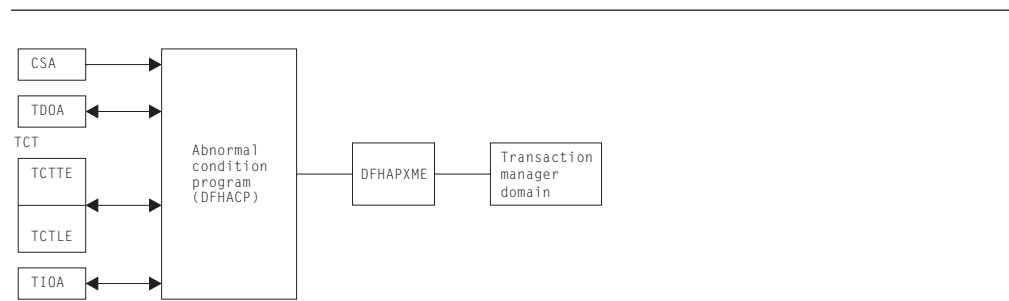 CSA
TDOA
TCT
TCTTE
TCTLE
TIOA
Abnormal
condition
program
(DFHACP)
DFHAPXME
Transaction
manager
domain